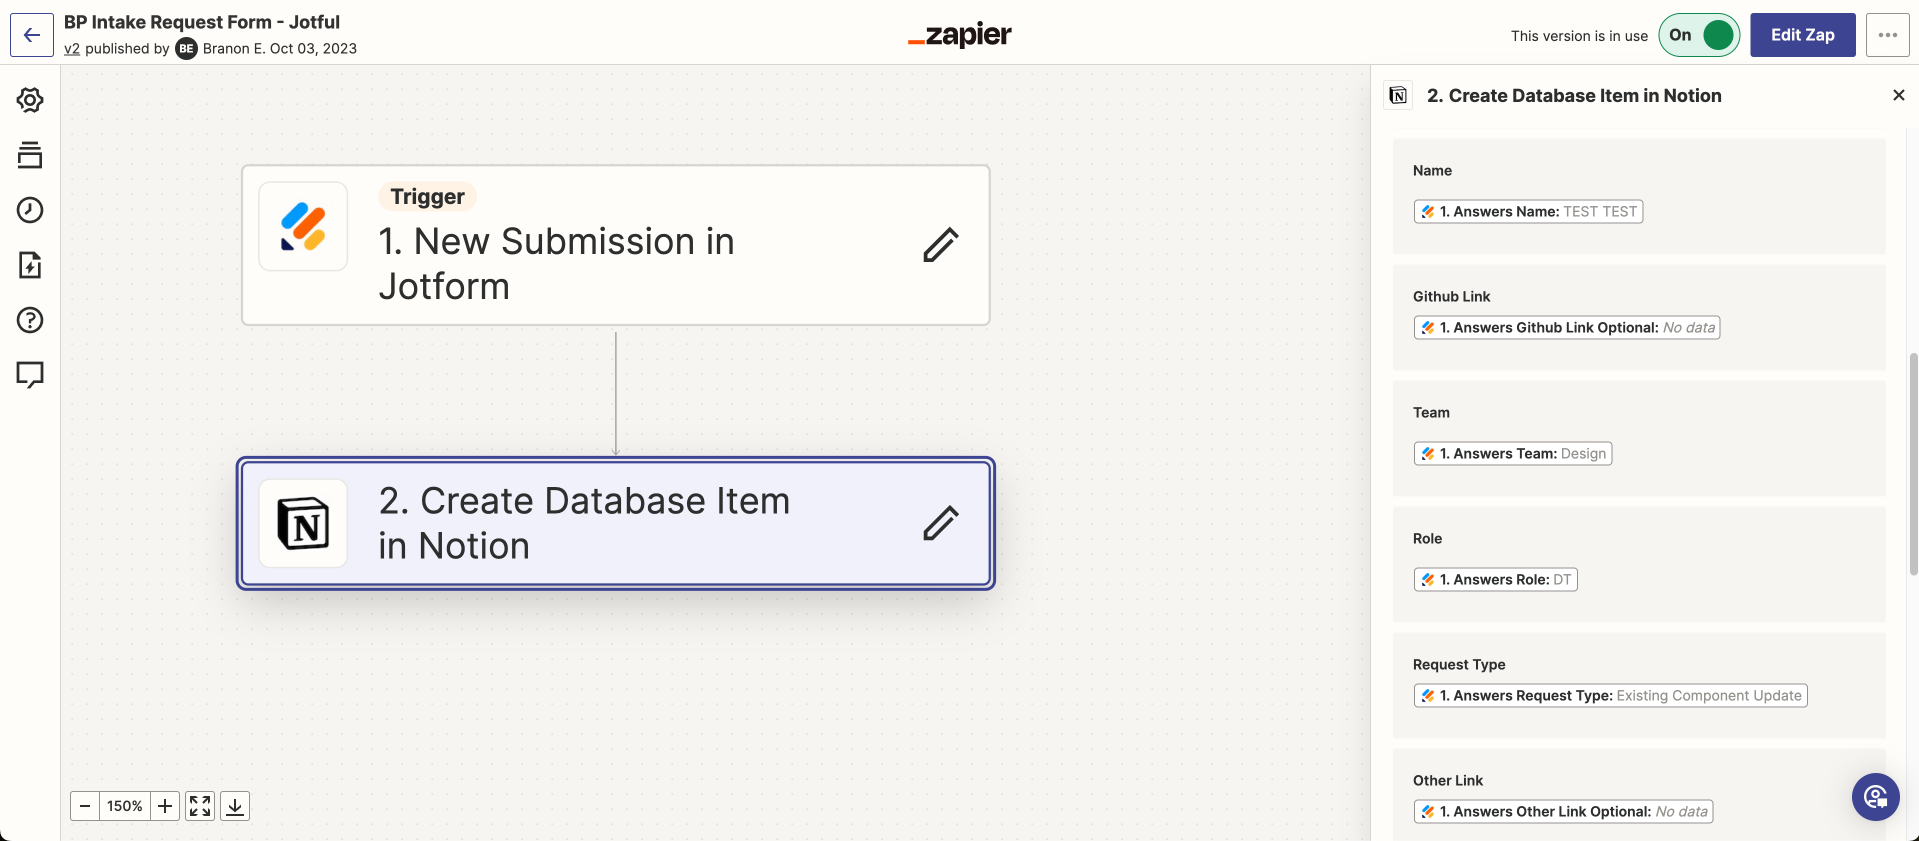 BP Intake Request Form - Jotful
v2 published by BE Branon E. Oct 03, 2023
zapier
This version is in use
On
Edit Zap
2. Create Database Item in Notion
Trigger
1. New Submission in
Jotform
2. Create Database Item
in Notion
150%
Name
1. Answers Name: TEST TEST
Github Link
1. Answers Github Link Optional: No data
Team
1. Answers Team: Design
Role
1. Answers Role: DT
Request Type
1. Answers Request Type: Existing Component Update
Other Link
1. Answers Other Link Optional: No data